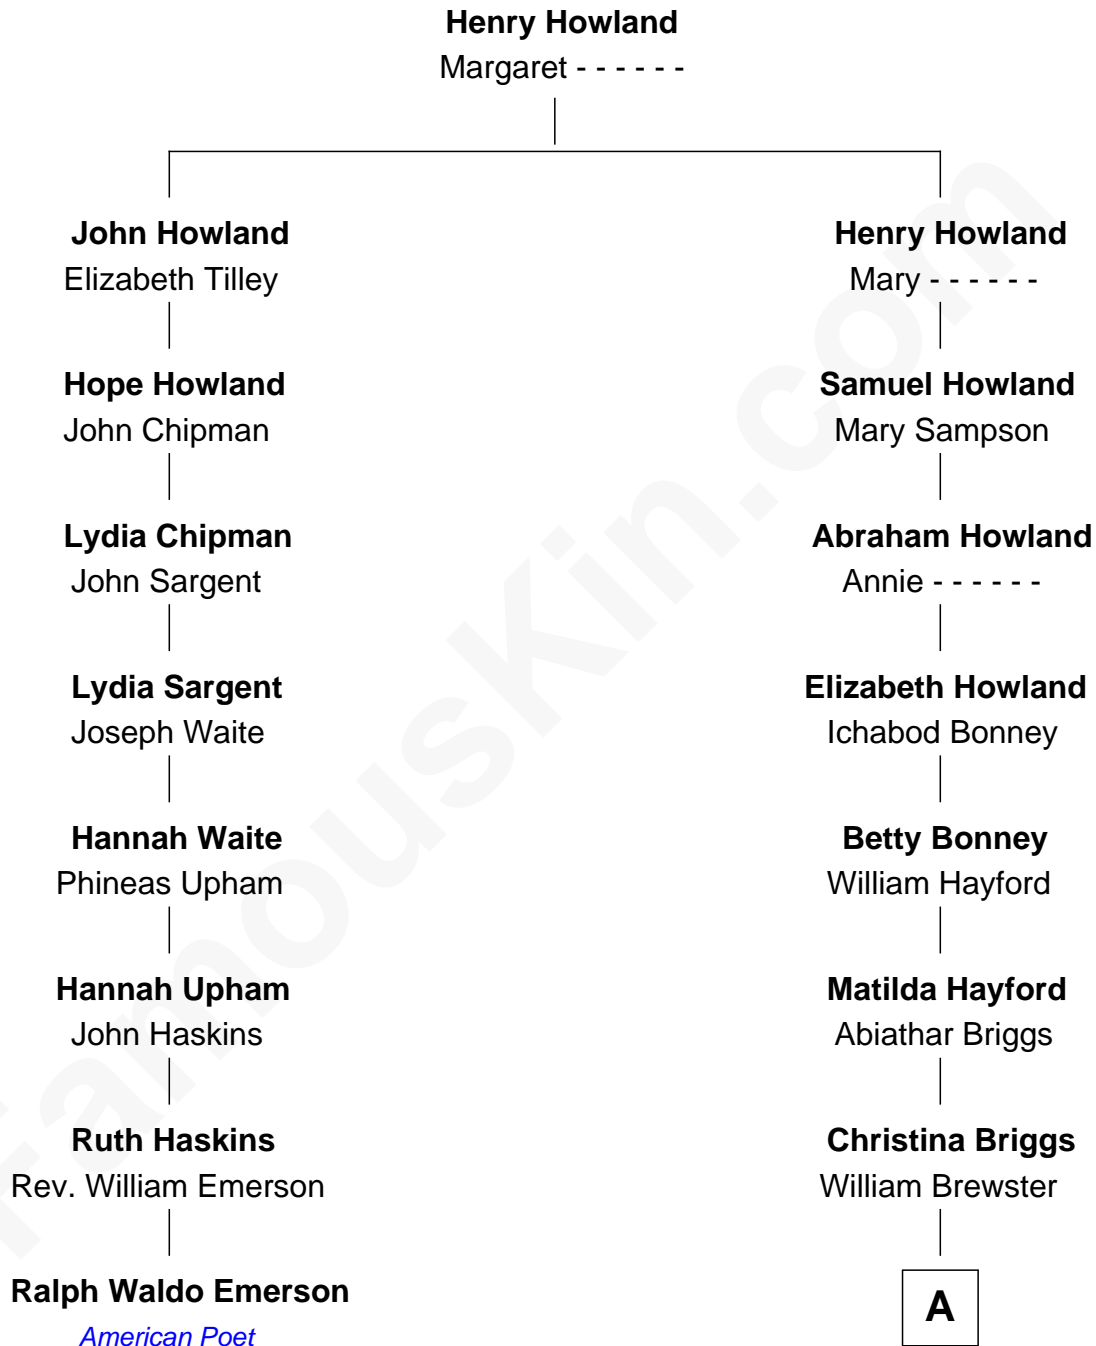 Henry Howland
Margaret - - - - - -
John Howland
Elizabeth Tilley
Henry Howland
Mary - - - - - -
Hope Howland
John Chipman
Samuel Howland
Mary Sampson
Lydia Chipman
John Sargent
Abraham Howland
Annie - - - - - -
Lydia Sargent
Joseph Waite
Elizabeth Howland
Ichabod Bonney
Hannah Waite
Phineas Upham
Betty Bonney
William Hayford
Hannah Upham
John Haskins
Matilda Hayford
Abiathar Briggs
Ruth Haskins
Rev. William Emerson
Christina Briggs
William Brewster
Ralph Waldo Emerson
American Poet
A
FamousKin.com